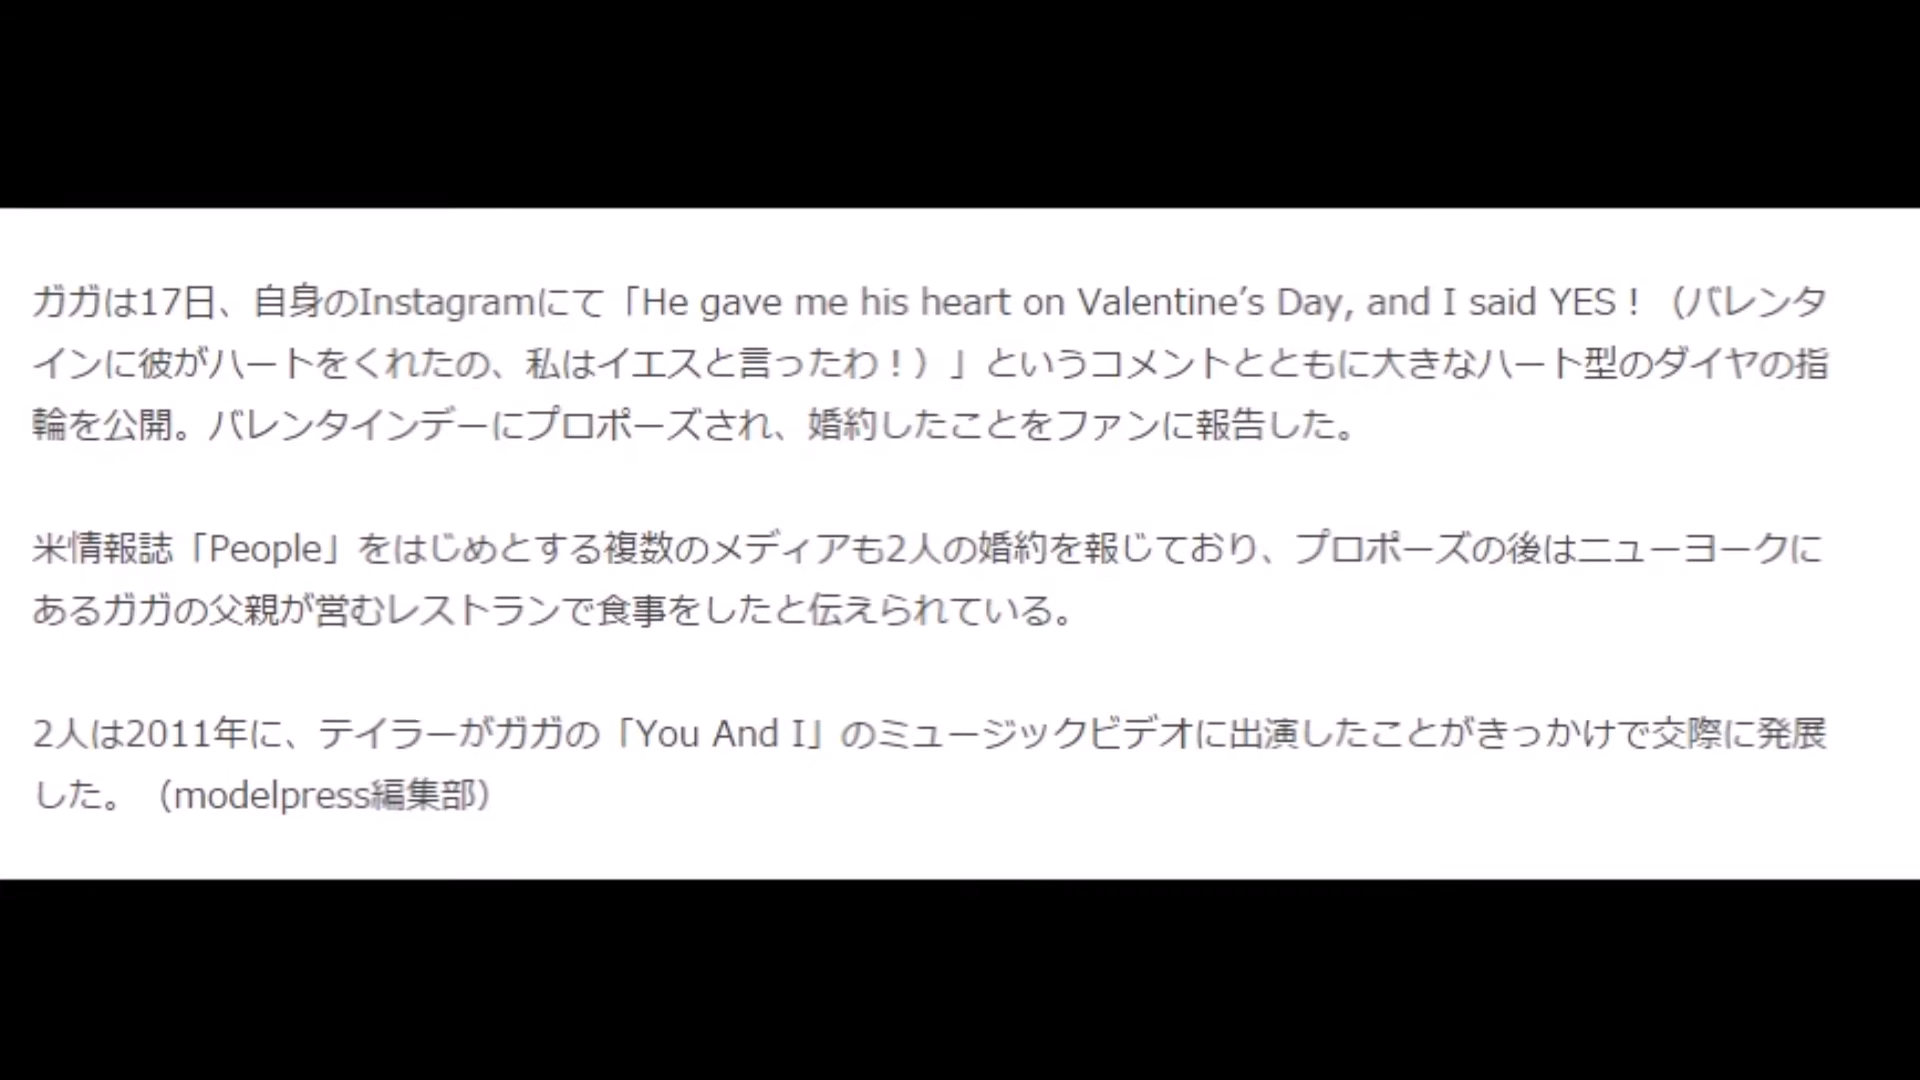 ガガは17日、自身のInstagramにて「He gave me his heart on Valentine’s Day, and I said YES！（バレンタ
インに彼がハートをくれたの、私はイエスと言ったわ！）」というコメントとともに大きなハート型のダイヤの指
輪を公開。バレンタインデーにプロポーズされ、婚約したことをファンに報告した。
米情報誌「People」をはじめとする複数のメディアも2人の婚約を報じており、プロポーズの後はニューヨークに
あるガガの父親が営むレストランで食事をしたと伝えられている。
2人は2011年に、テイラーがガガの「You And I」のミュージックビデオに出演したことがきっかけで交際に発展
した。（modelpress編集部）